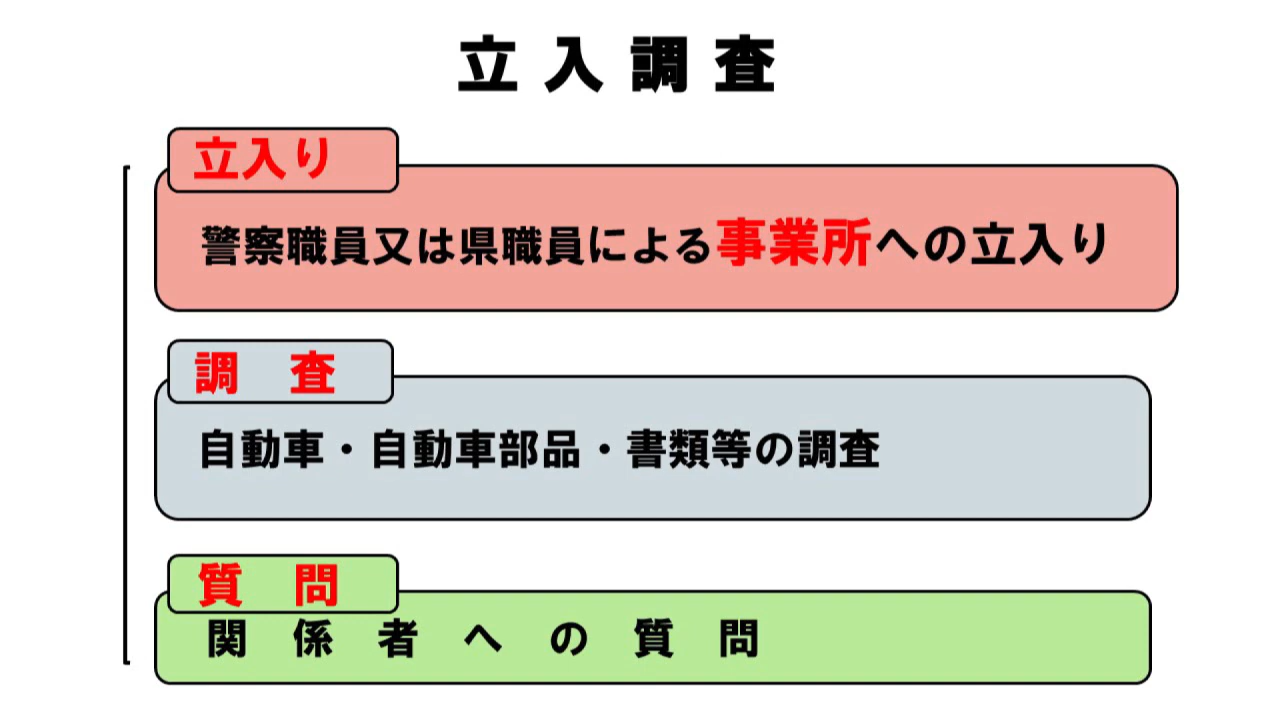 立入調査
立入り
警察職員又は県職員による事業所への立入り
調　査
自動車・自動車部品・書類等の調査
質　問
関　係　者　へ　の　質　問